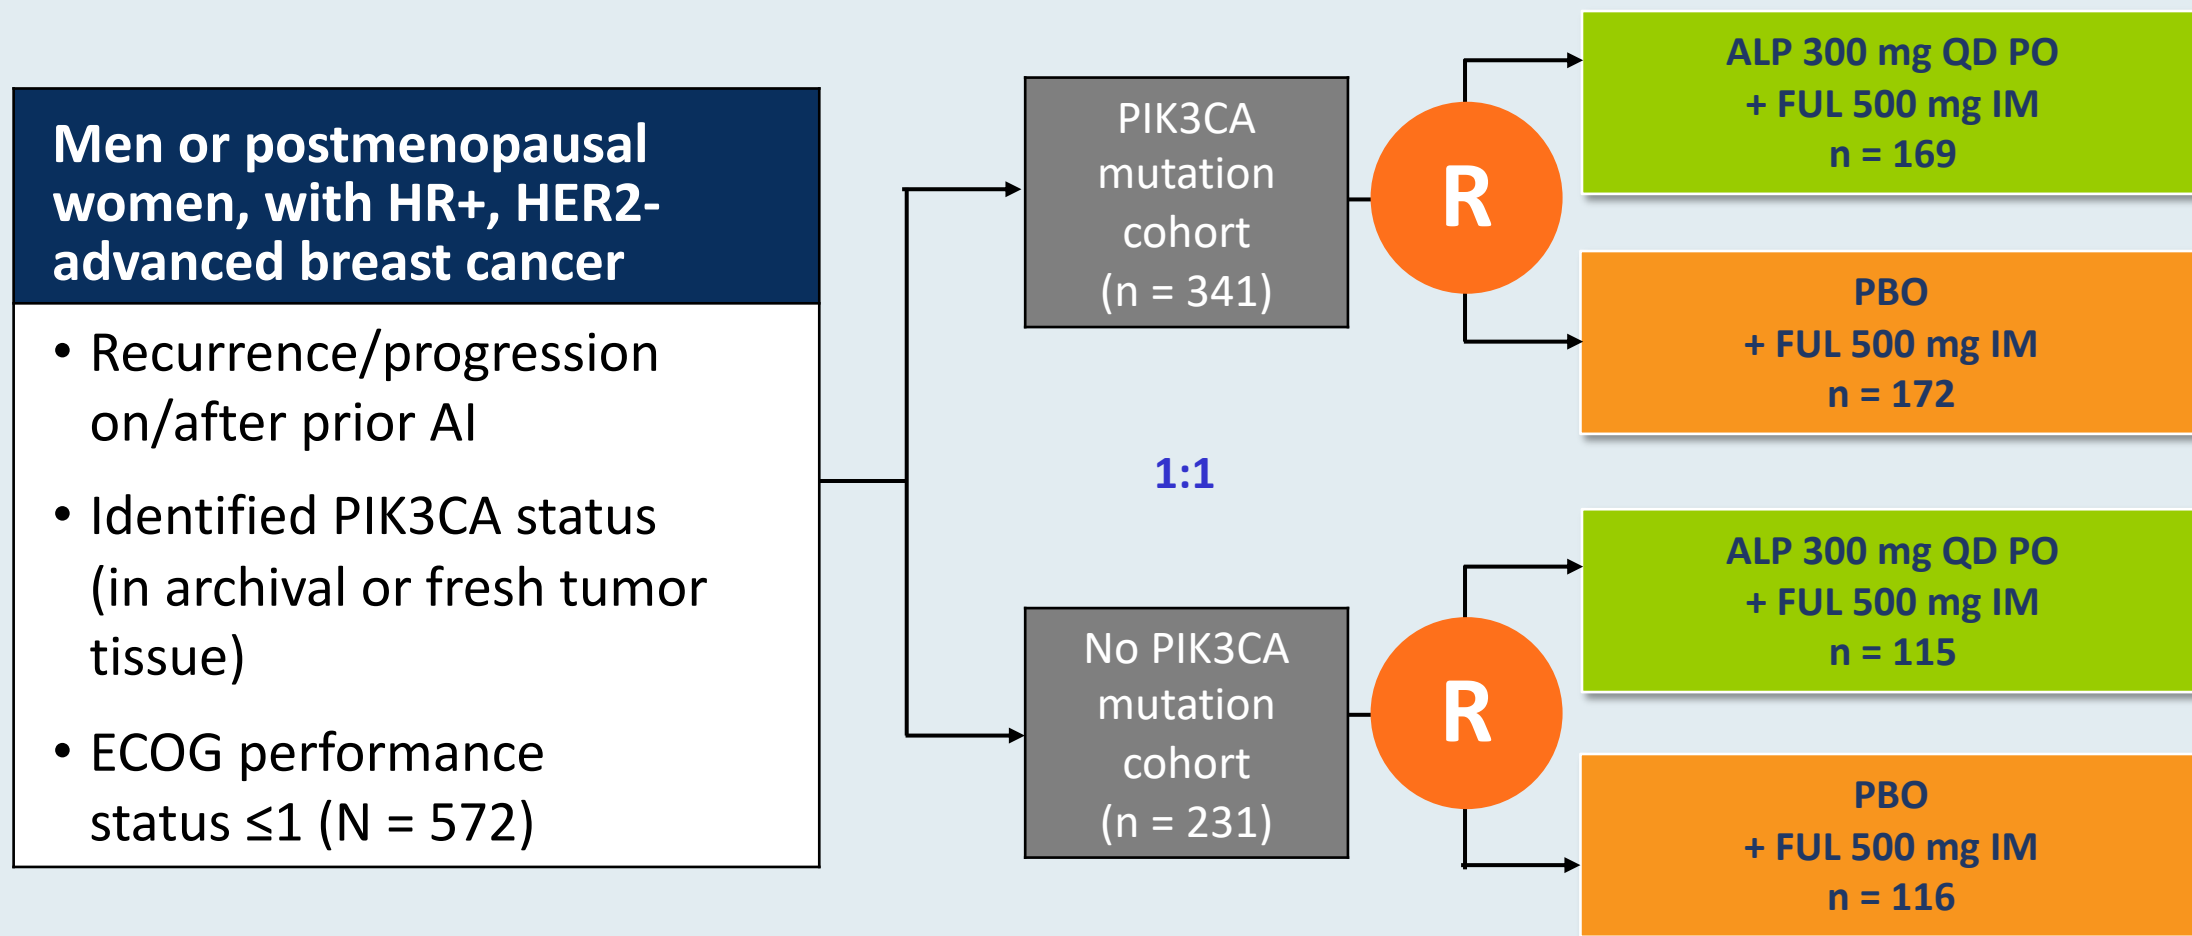 Men or postmenopausal
women, with HR+, HER2-
advanced breast cancer
• Recurrence/progression
on/after prior AI
• Identified PIK3CA status
(in archival or fresh tumor
tissue)
• ECOG performance
status ≤1 (N = 572)
PIK3CA
mutation
cohort
(n = 341)
R
ALP 300 mg QD PO
+ FUL 500 mg IM
n = 169
PBO
+ FUL 500 mg IM
n = 172
1:1
No PIK3CA
mutation
cohort
(n = 231)
R
ALP 300 mg QD PO
+ FUL 500 mg IM
n = 115
PBO
+ FUL 500 mg IM
n = 116